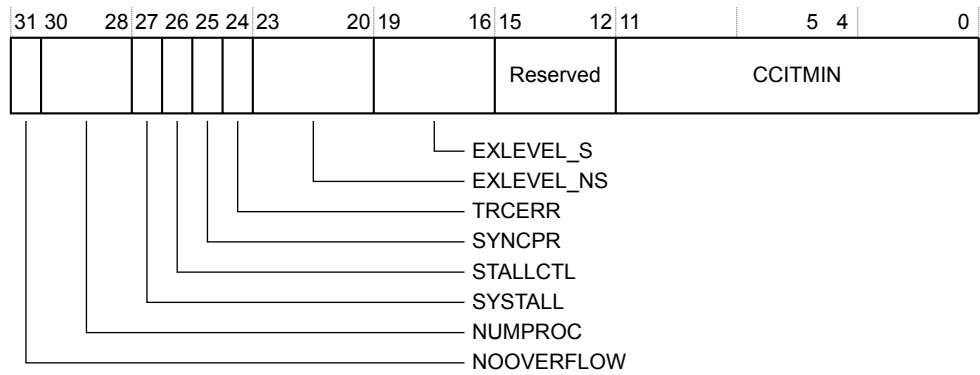 31 30 28 27 26 25 24 23 20 19 16 15 12 11 5 4 0
Reserved CCITMIN
EXLEVEL_S
EXLEVEL_NS
TRCERR
SYNCPR
STALLCTL
SYSTALL
NUMPROC
NOOVERFLOW